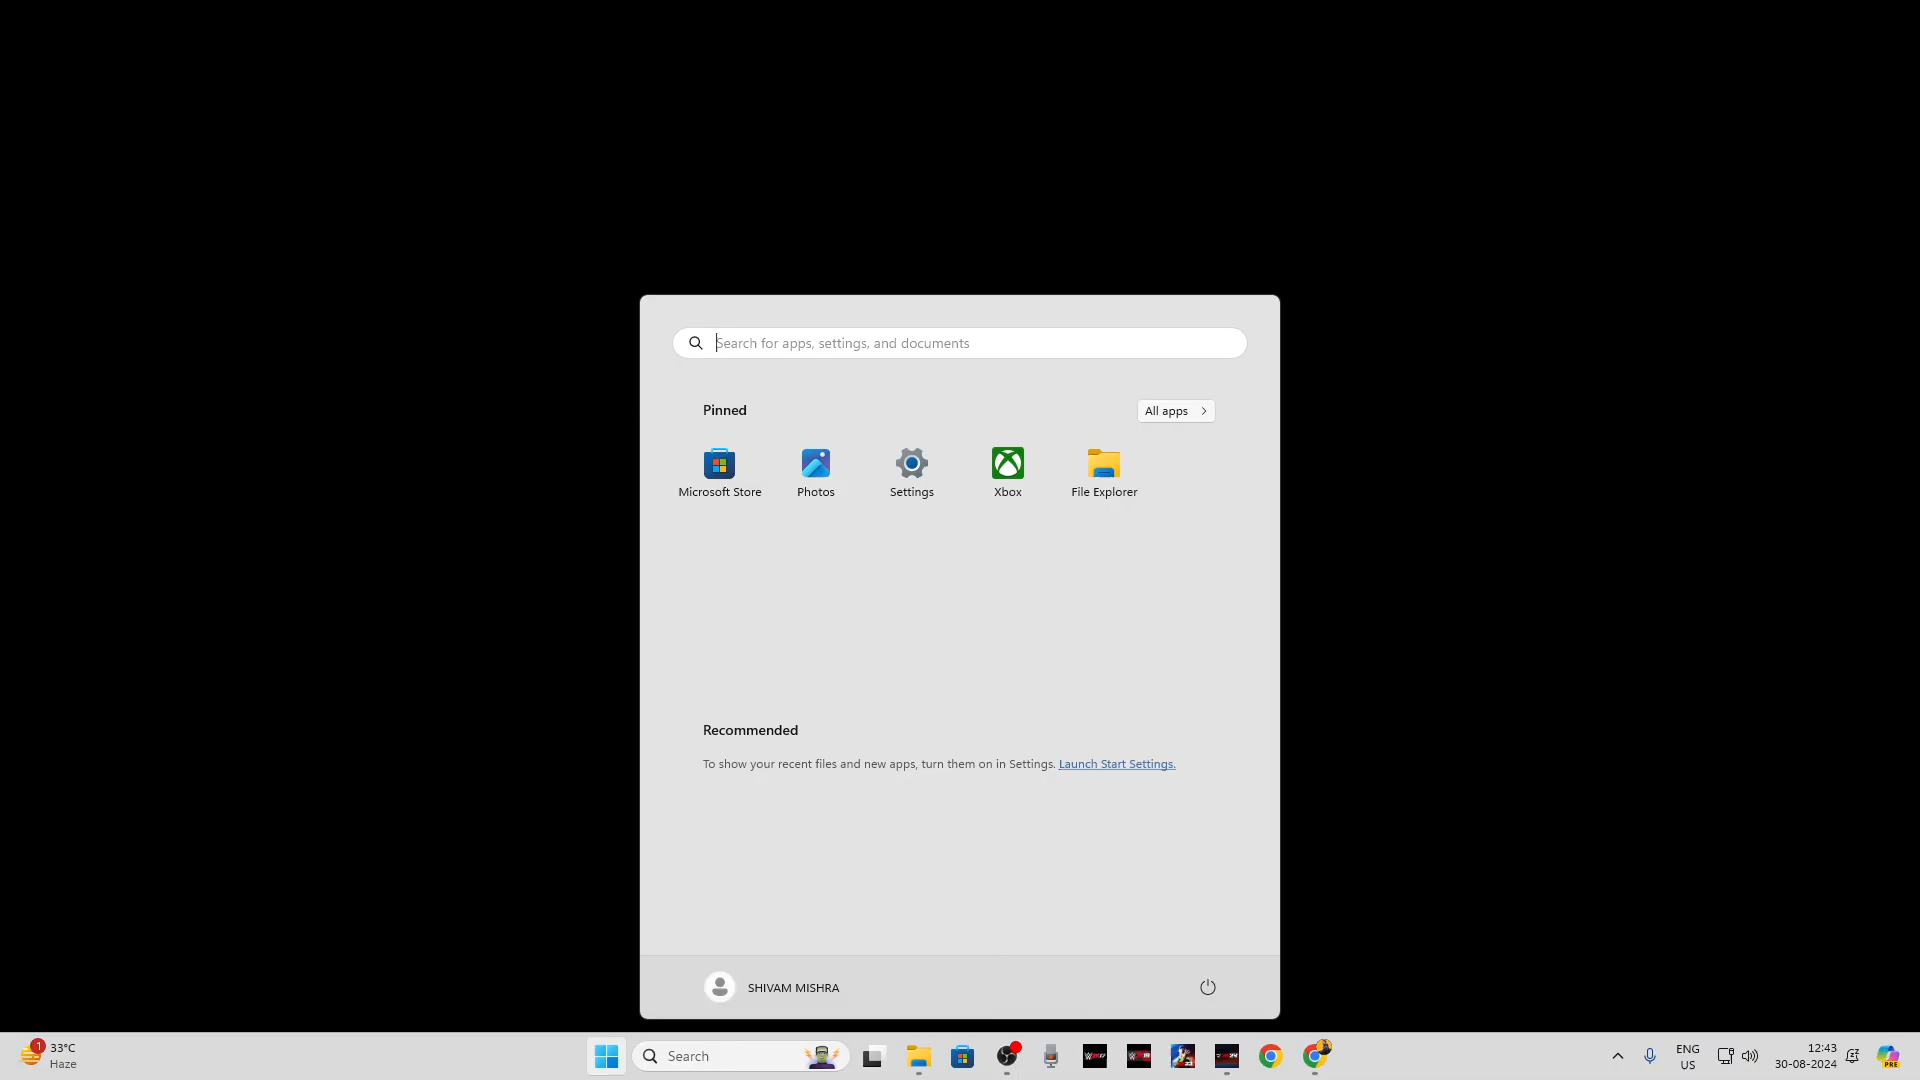 Search for apps, settings, and documents
Pinned
All apps
Microsoft Store
Photos
Settings
Xbox
File Explorer
Recommended
To show your recent files and new apps, turn them on in Settings. Launch Start Settings.
SHIVAM MISHRA
1
33°C
Haze
Search
ENG
US
12:43
30-08-2024
PRE